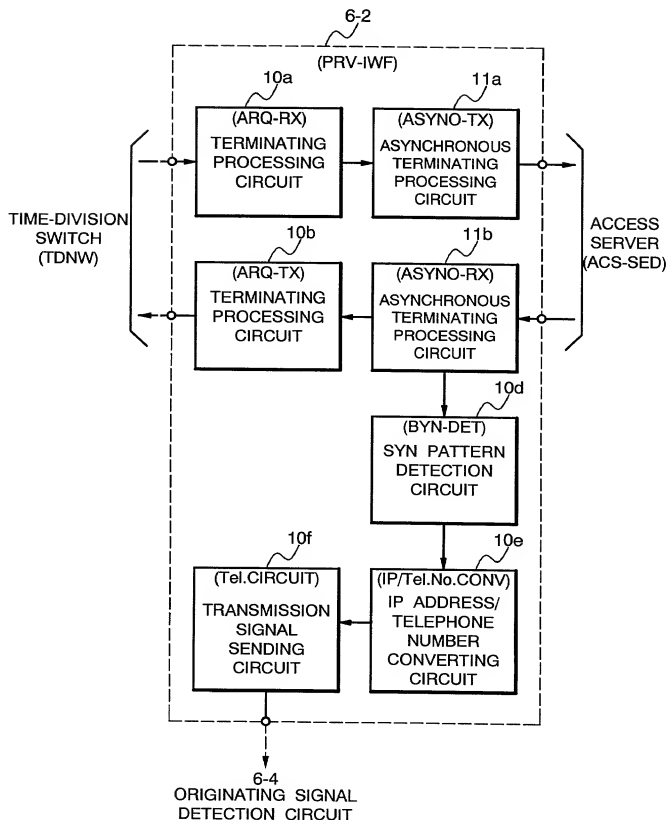 6-2
(PRV-IWF)
10a
11a
(ARQ-RX)
TERMINATING
PROCESSING
CIRCUIT
(ASYNO-TX)
ASYNCHRONOUS
TERMINATING
PROCESSING
CIRCUIT
TIME-DIVISION
SWITCH
(TDNW)
ACCESS
SERVER
(ACS-SED)
10b
11b
(ARQ-TX)
TERMINATING
PROCESSING
CIRCUIT
(ASYNO-RX)
ASYNCHRONOUS
TERMINATING
PROCESSING
CIRCUIT
10d
(BYN-DET)
SYN PATTERN
DETECTION
CIRCUIT
10f
10e
(Tel.CIRCUIT)
TRANSMISSION
SIGNAL
SENDING
CIRCUIT
(IP/Tel.No.CONV)
IP ADDRESS/
TELEPHONE
NUMBER
CONVERTING
CIRCUIT
6-4
ORIGINATING SIGNAL
DETECTION CIRCUIT